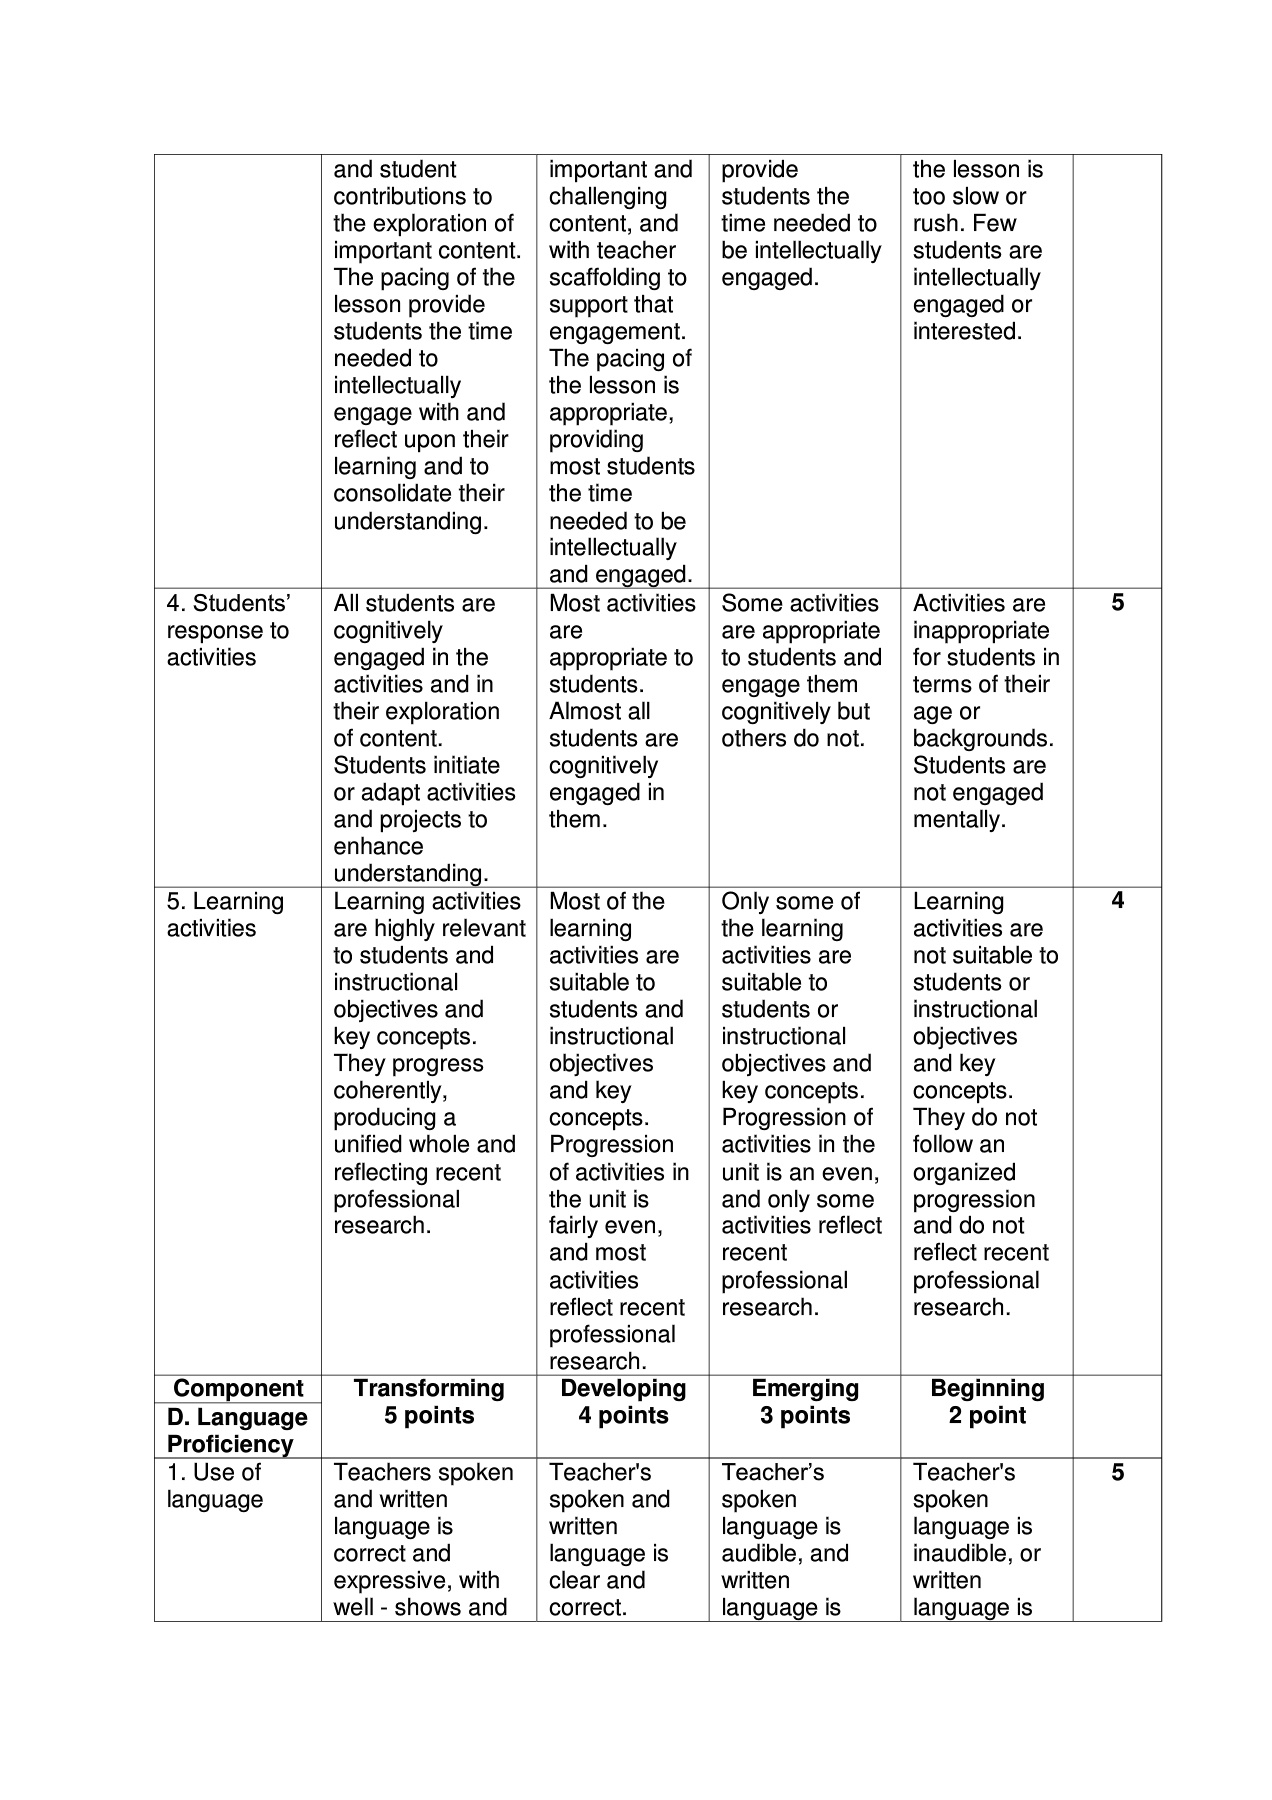 and student
contributions to
the exploration of
important content.
The pacing of the
lesson provide
students the time
needed to
intellectually
engage with and
reflect upon their
learning and to
consolidate their
understanding.
important and
challenging
content, and
with teacher
scaffolding to
support that
engagement.
The pacing of
the lesson is
appropriate,
providing
most students
the time
needed to be
intellectually
and engaged.
provide
students the
time needed to
be intellectually
engaged.
the lesson is
too slow or
rush. Few
students are
intellectually
engaged or
interested.
4. Students’
response to
activities
All students are
cognitively
engaged in the
activities and in
their exploration
of content.
Students initiate
or adapt activities
and projects to
enhance
understanding.
Most activities
are
appropriate to
students.
Almost all
students are
cognitively
engaged in
them.
Some activities
are appropriate
to students and
engage them
cognitively but
others do not.
Activities are
inappropriate
for students in
terms of their
age or
backgrounds.
Students are
not engaged
mentally.
5
5. Learning
activities
Learning activities
are highly relevant
to students and
instructional
objectives and
key concepts.
They progress
coherently,
producing a
unified whole and
reflecting recent
professional
research.
Most of the
learning
activities are
suitable to
students and
instructional
objectives
and key
concepts.
Progression
of activities in
the unit is
fairly even,
and most
activities
reflect recent
professional
research.
Only some of
the learning
activities are
suitable to
students or
instructional
objectives and
key concepts.
Progression of
activities in the
unit is an even,
and only some
activities reflect
recent
professional
research.
Learning
activities are
not suitable to
students or
instructional
objectives
and key
concepts.
They do not
follow an
organized
progression
and do not
reflect recent
professional
research.
4
Component
D. Language
Proficiency
Transforming
5 points
Developing
4 points
Emerging
3 points
Beginning
2 point
1. Use of
language
Teachers spoken
and written
language is
correct and
expressive, with
well - shows and
Teacher's
spoken and
written
language is
clear and
correct.
Teacher’s
spoken
language is
audible, and
written
language is
Teacher's
spoken
language is
inaudible, or
written
language is
5